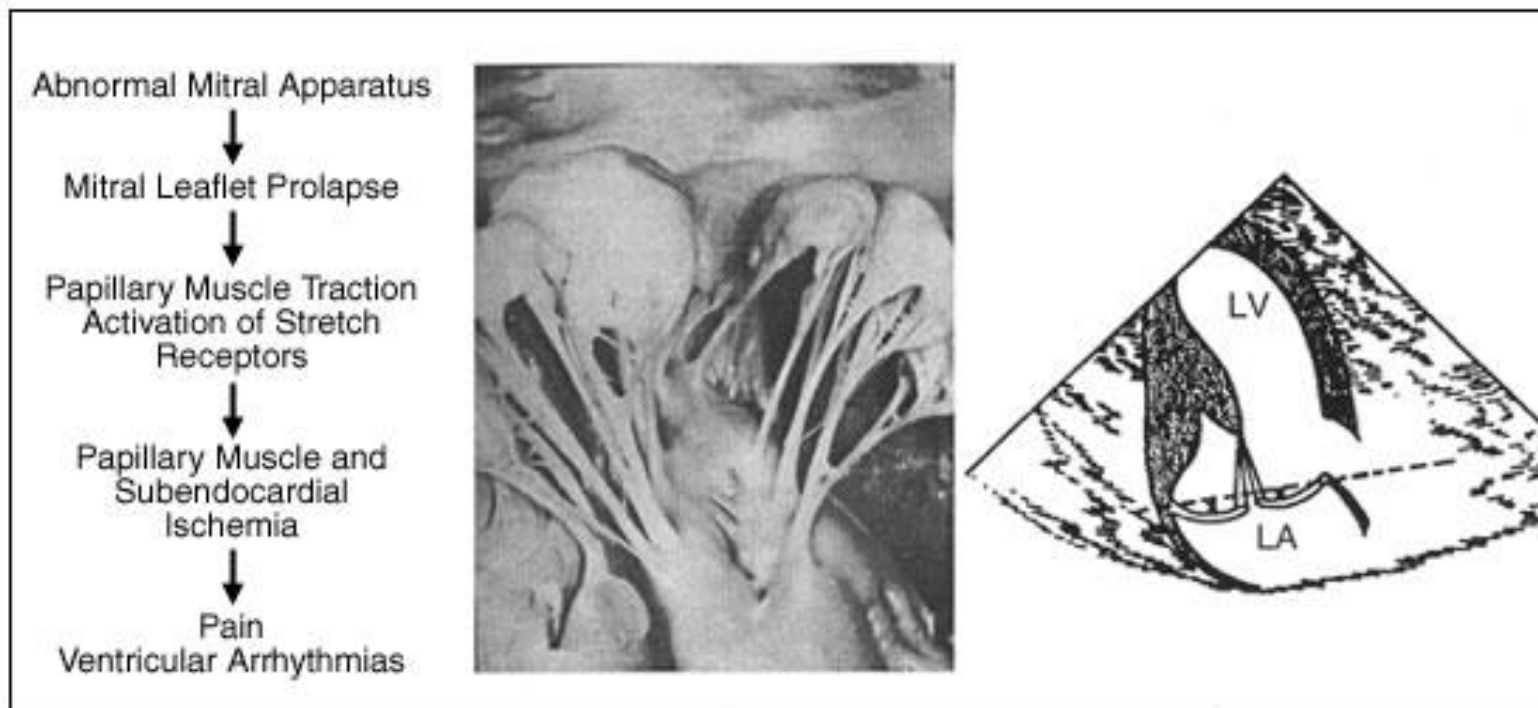 Abnormal Mitral Apparatus
Mitral Leaflet Prolapse
Papillary Muscle Traction
Activation of Stretch
Receptors
Papillary Muscle and
Subendocardial
Ischemia
Pain
Ventricular Arrhythmias
LV
LA